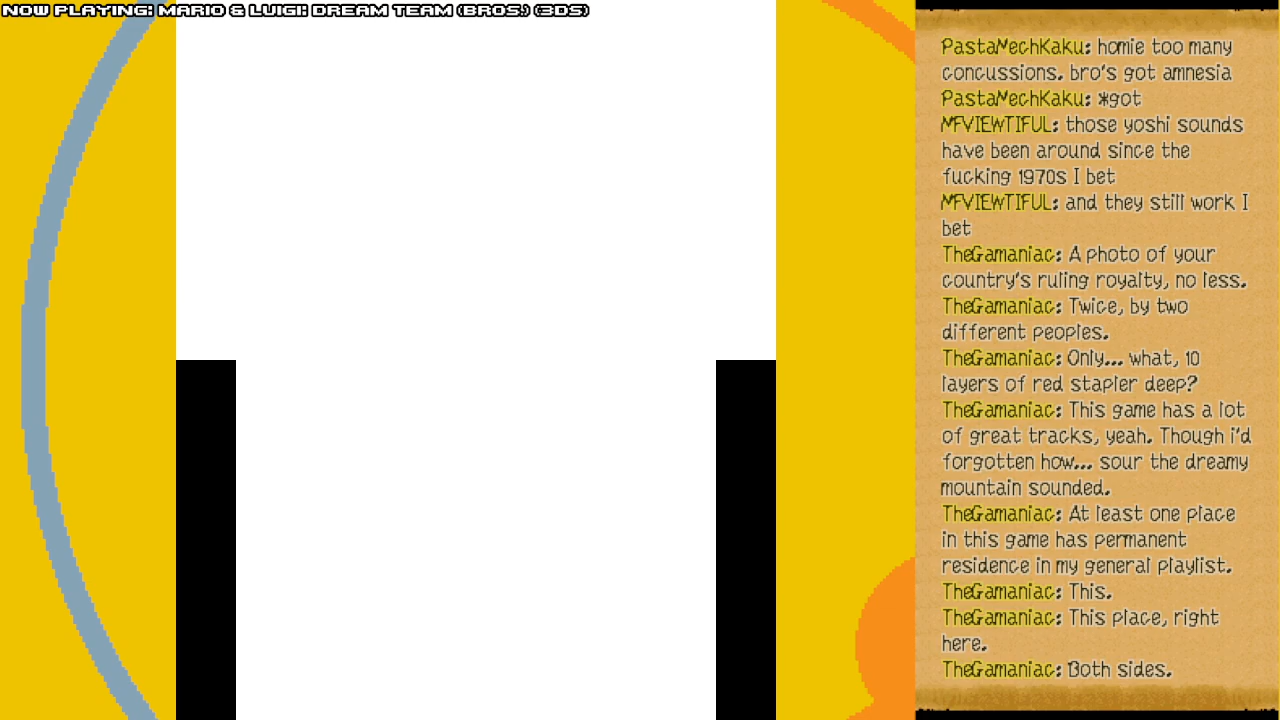 NOW PLAYING: MARIO & LUIGI: DREAM TEAM (BROS.) (3DS)
PastaMechKaku: homie too many
concussions. bro's got amnesia
PastaMechKaku: *got
MFVIEWTIFUL: those yoshi sounds
have been around since the
fucking 1970s I bet
MFVIEWTIFUL: and they still work I
bet
TheGamaniac: A photo of your
country's ruling royalty, no less.
TheGamaniac: Twice, by two
different peoples.
TheGamaniac: Only... what, 10
layers of red stapler deep?
TheGamaniac: This game has a lot
of great tracks, yeah. Though i'd
forgotten how... sour the dreamy
mountain sounded.
TheGamaniac: At least one place
in this game has permanent
residence in my general playlist.
TheGamaniac: This.
TheGamaniac: This place, right
here.
TheGamaniac: Both sides.